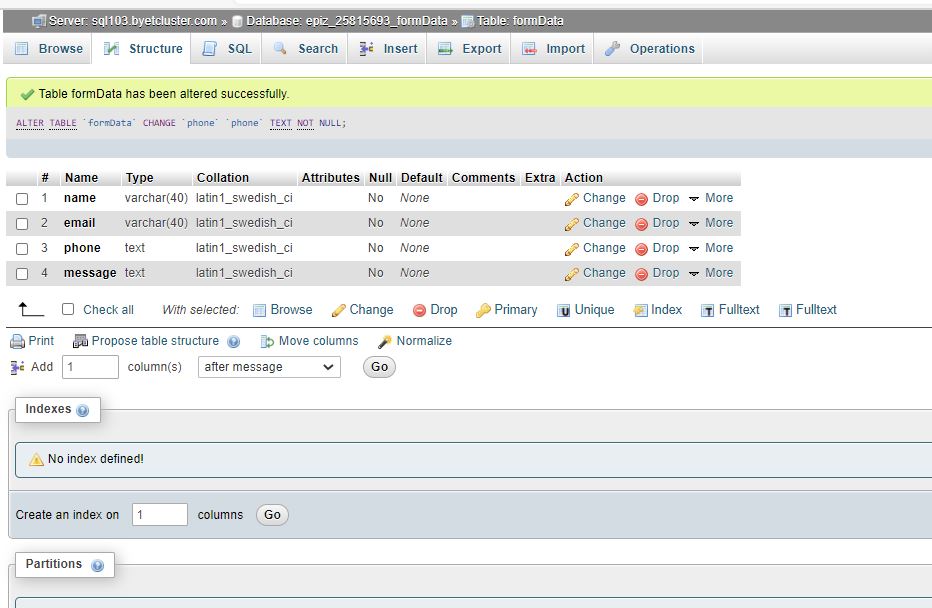 Server: sql103.byetcluster.com » Database: epiz_25815693_formData » Table: formData
Browse Structure SQL Search Insert Export Import Operations
Table formData has been altered successfully.
ALTER TABLE `formData` CHANGE `phone` `phone` TEXT NOT NULL;
# Name Type Collation Attributes Null Default Comments Extra Action
1 name varchar(40) latin1_swedish_ci No None Change Drop More
2 email varchar(40) latin1_swedish_ci No None Change Drop More
3 phone text latin1_swedish_ci No None Change Drop More
4 message text latin1_swedish_ci No None Change Drop More
Check all With selected: Browse Change Drop Primary Unique Index Fulltext Fulltext
Print Propose table structure Move columns Normalize
Add 1 column(s) after message Go
Indexes
No index defined!
Create an index on 1 columns Go
Partitions